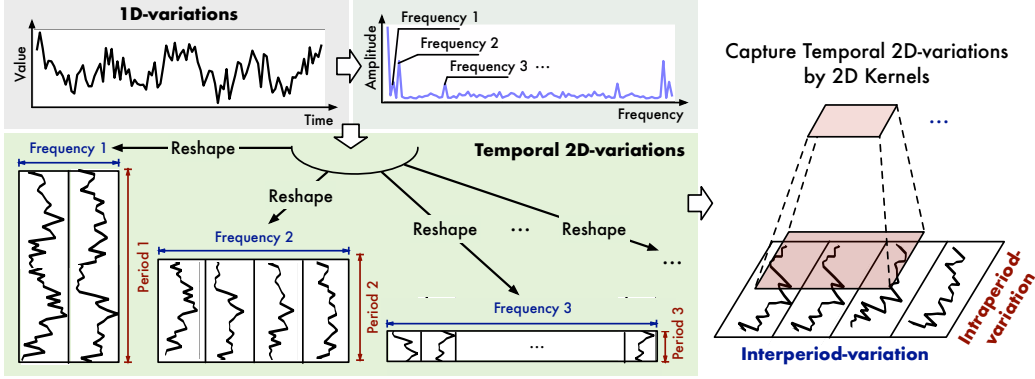 1D-variations
Value
Time
Amplitude
Frequency 1
Frequency 2
Frequency 3 ...
Frequency
Capture Temporal 2D-variations
by 2D Kernels
...
Temporal 2D-variations
Frequency 1
Reshape
Period 1
Reshape
Frequency 2
Period 2
Reshape
...
Reshape
...
Frequency 3
...
Period 3
Interperiod-variation
Intraperiod-
variation